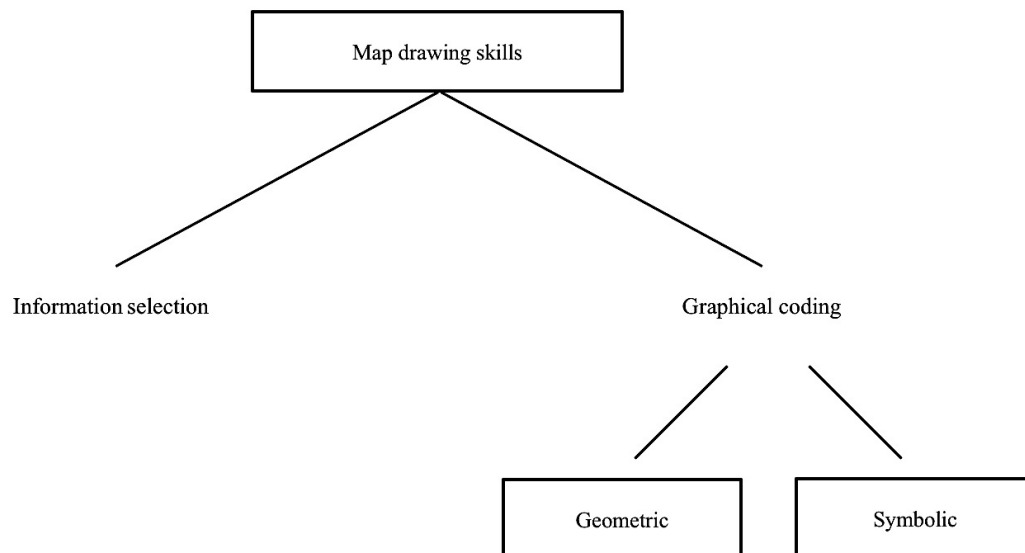 Map drawing skills
Information selection
Graphical coding
Geometric
Symbolic